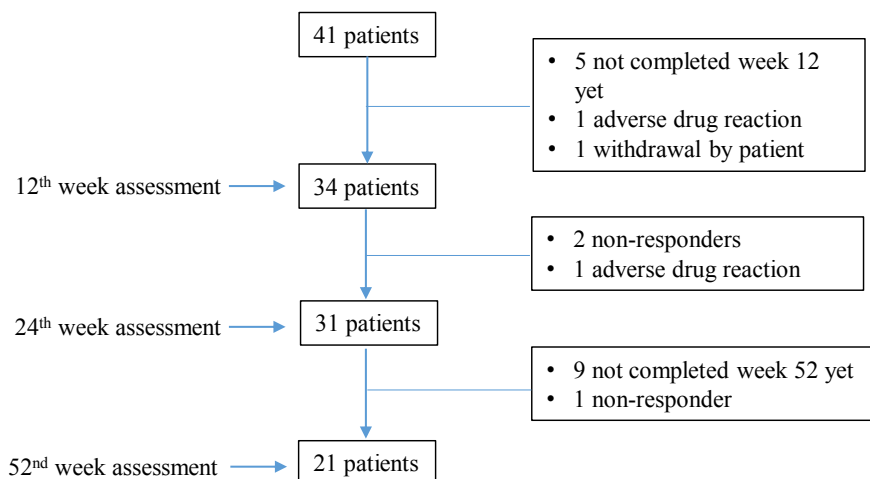 41 patients
• 5 not completed week 12
yet
• 1 adverse drug reaction
• 1 withdrawal by patient
12th week assessment
34 patients
• 2 non-responders
• 1 adverse drug reaction
24th week assessment
31 patients
• 9 not completed week 52 yet
• 1 non-responder
52nd week assessment
21 patients